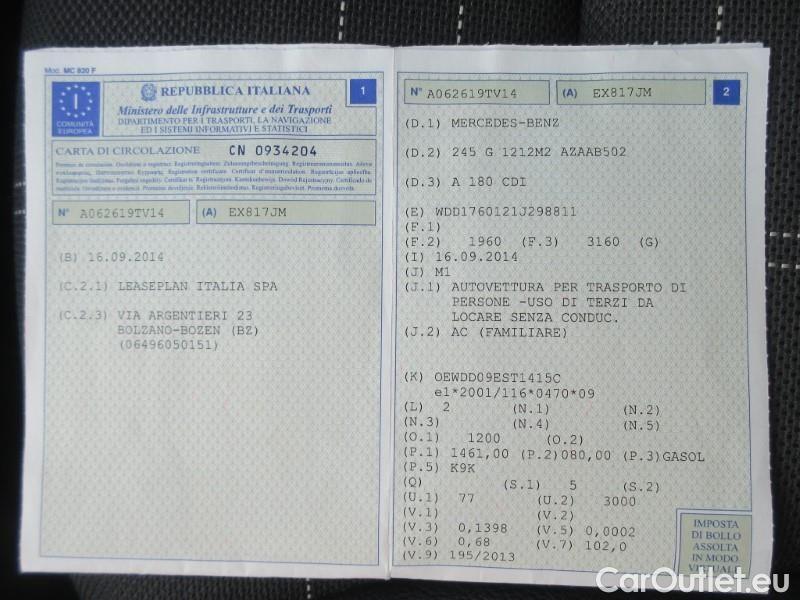 Mod. MC 820 F
REPUBBLICA ITALIANA
1
Ministero delle Infrastrutture e dei Trasporti
DIPARTIMENTO PER I TRASPORTI, LA NAVIGAZIONE
ED I SISTEMI INFORMATIVI E STATISTICI
I
COMUNITÀ
EUROPEA
CARTA DI CIRCOLAZIONE CN 0934204
N° A062619TV14 (A) EX817JM
(B) 16.09.2014
(C.2.1) LEASEPLAN ITALIA SPA
(C.2.3) VIA ARGENTIERI 23
BOLZANO-BOZEN (BZ)
(06496050151)
N° A062619TV14 (A) EX817JM 2
(D.1) MERCEDES-BENZ
(D.2) 245 G 1212M2 AZAAB502
(D.3) A 180 CDI
(E) WDD1760121J298811
(F.1)
(F.2) 1960 (F.3) 3160 (G)
(I) 16.09.2014
(J) M1
(J.1) AUTOVETTURA PER TRASPORTO DI
PERSONE -USO DI TERZI DA
LOCARE SENZA CONDUC.
(J.2) AC (FAMILIARE)
(K) OEWDD09EST1415C
e1*2001/116*0470*09
(L) 2 (N.1) (N.2)
(N.3) (N.4) (N.5)
(O.1) 1200 (O.2)
(P.1) 1461,00 (P.2)080,00 (P.3)GASOL
(P.5) K9K
(Q) (S.1) 5 (S.2)
(U.1) 77 (U.2) 3000
(V.1) (V.2)
(V.3) 0,1398 (V.5) 0,0002
(V.6) 0,68 (V.7) 102,0
(V.9) 195/2013
IMPOSTA
DI BOLLO
ASSOLTA
IN MODO
VIRTUALE
CarOutlet.eu